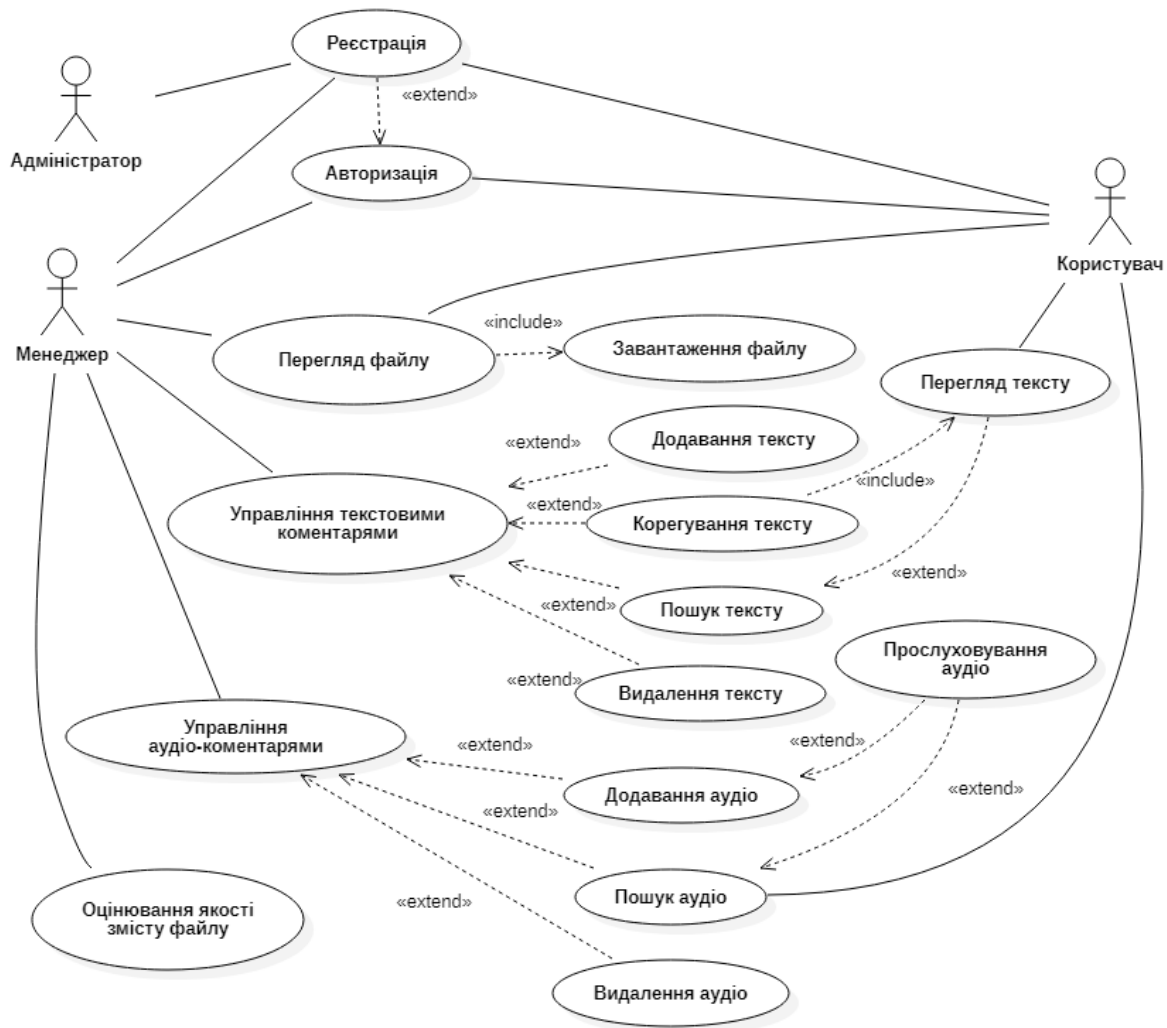 Реєстрація
«extend»
Адміністратор
Авторизація
Користувач
Менеджер
«include»
Перегляд файлу
Завантаження файлу
Перегляд тексту
Додавання тексту
«extend»
«include»
Управління текстовими
коментарями
«extend»
Корегування тексту
«extend»
Пошук тексту
«extend»
Прослуховування
аудіо
«extend»
Видалення тексту
Управління
аудіо-коментарями
«extend»
«extend»
Додавання аудіо
«extend»
«extend»
Пошук аудіо
«extend»
Оцінювання якості
змісту файлу
Видалення аудіо